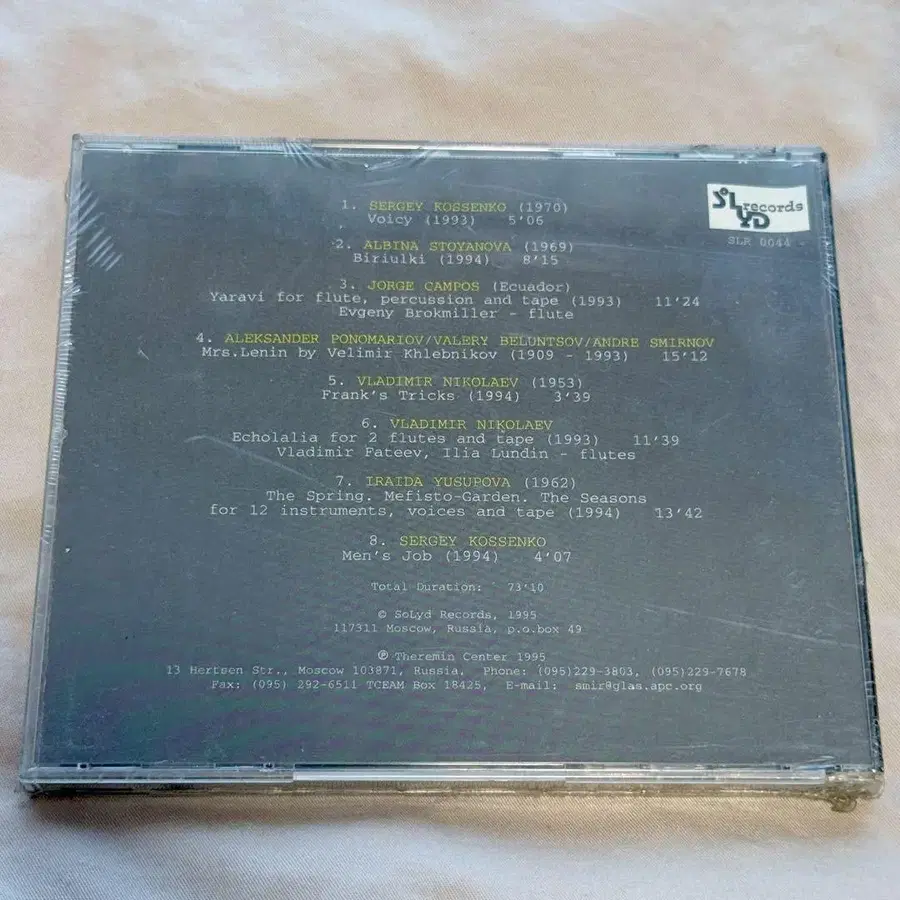 SoLyD records
SLR 0044
1. SERGEY KOSSENKO (1970)
Voicy (1993) 5'06
2. ALBINA STOYANOVA (1969)
Biriulki (1994) 8'15
3. JORGE CAMPOS (Ecuador)
Yaravi for flute, percussion and tape (1993) 11'24
Evgeny Brokmiller - flute
4. ALEKSANDER PONOMARIOV/VALERY BELUNTSOV/ANDRE SMIRNOV
Mrs.Lenin by Velimir Khlebnikov (1909 - 1993) 15'12
5. VLADIMIR NIKOLAEV (1953)
Frank's Tricks (1994) 3'39
6. VLADIMIR NIKOLAEV
Echolalia for 2 flutes and tape (1993) 11'39
Vladimir Fateev, Ilia Lundin - flutes
7. IRAIDA YUSUPOVA (1962)
The Spring. Mefisto-Garden. The Seasons
for 12 instruments, voices and tape (1994) 13'42
8. SERGEY KOSSENKO
Men's Job (1994) 4'07
Total Duration: 73'10
© SoLyd Records, 1995
117311 Moscow, Russia, p.o.box 49
℗ Theremin Center 1995
13 Hertsen Str., Moscow 103871, Russia, Phone: (095)229-3803, (095)229-7678
Fax: (095) 292-6511 TCEAM Box 18425, E-mail: smir@glas.apc.org